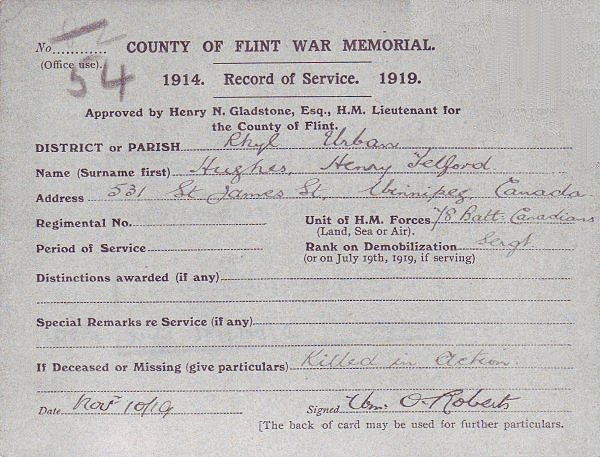 No............
(Office use).
54
COUNTY OF FLINT WAR MEMORIAL.
1914. Record of Service. 1919.
Approved by Henry N. Gladstone, Esq., H.M. Lieutenant for
the County of Flint.
DISTRICT or PARISH Rhyl Urban
Name (Surname first) Hughes, Henry Telford
Address 531 St James St, Winnipeg, Canada
Regimental No.
Unit of H.M. Forces 78 Batt. Canadians
(Land, Sea or Air).
Period of Service
Rank on Demobilization Sergt
(or on July 19th, 1919, if serving)
Distinctions awarded (if any)
Special Remarks re Service (if any)
If Deceased or Missing (give particulars) Killed in Action
Date Novr 10/19 Signed Wm. O. Roberts
[The back of card may be used for further particulars.